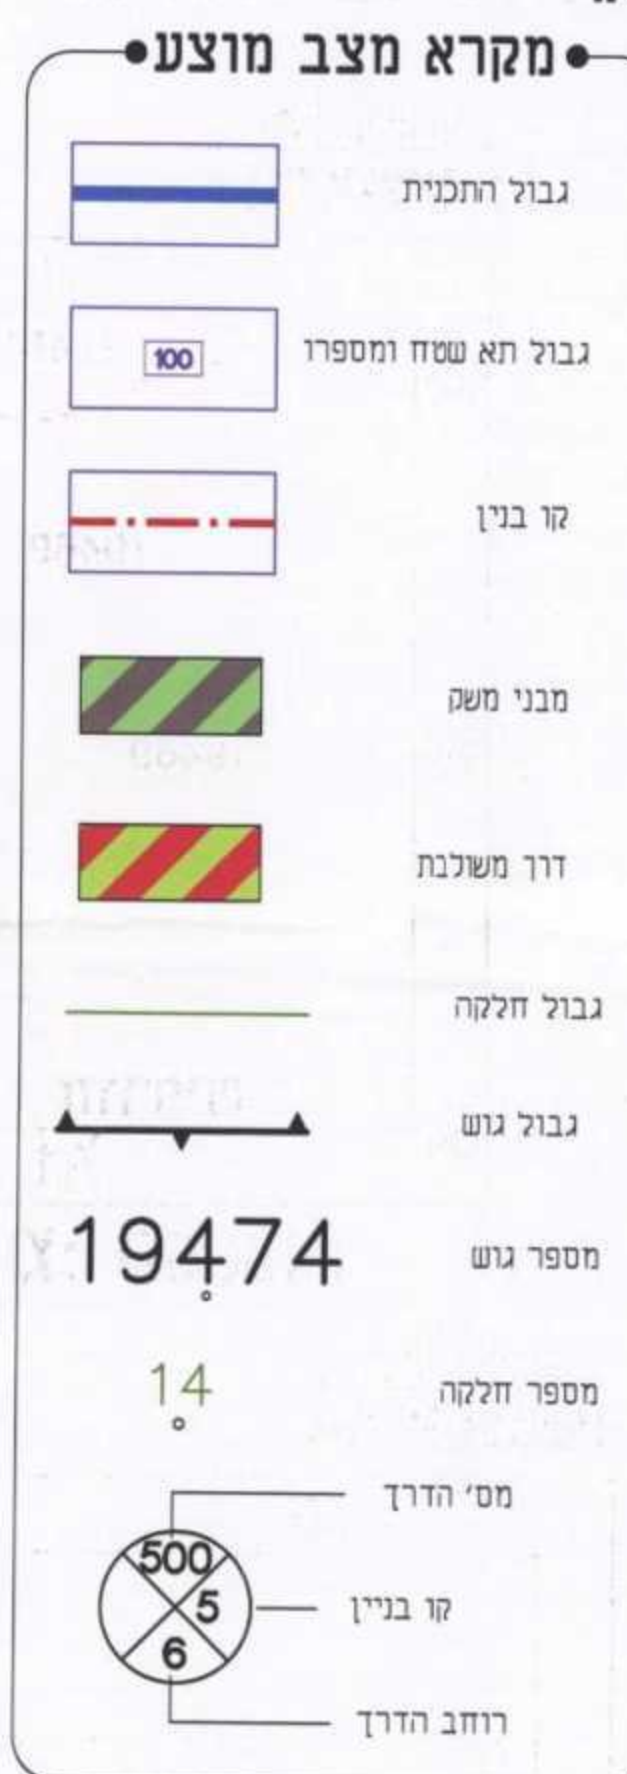 מקרא מצב מוצע
גבול התכנית
גבול תא שטח ומספרו
100
קו בנין
מבני משק
דרך משולבת
גבול חלקה
גבול גוש
מספר גוש
19474
מספר חלקה
14
מס' הדרך
500
קו בניין
5
6
רוחב הדרך